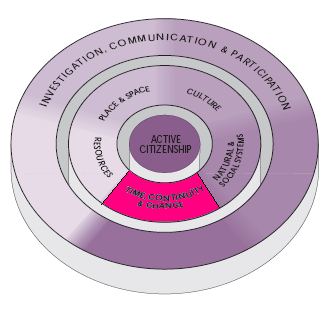 INVESTIGATION, COMMUNICATION & PARTICIPATION
PLACE & SPACE
CULTURE
RESOURCES
ACTIVE
CITIZENSHIP
NATURAL &
SOCIAL SYSTEMS
TIME, CONTINUITY
& CHANGE